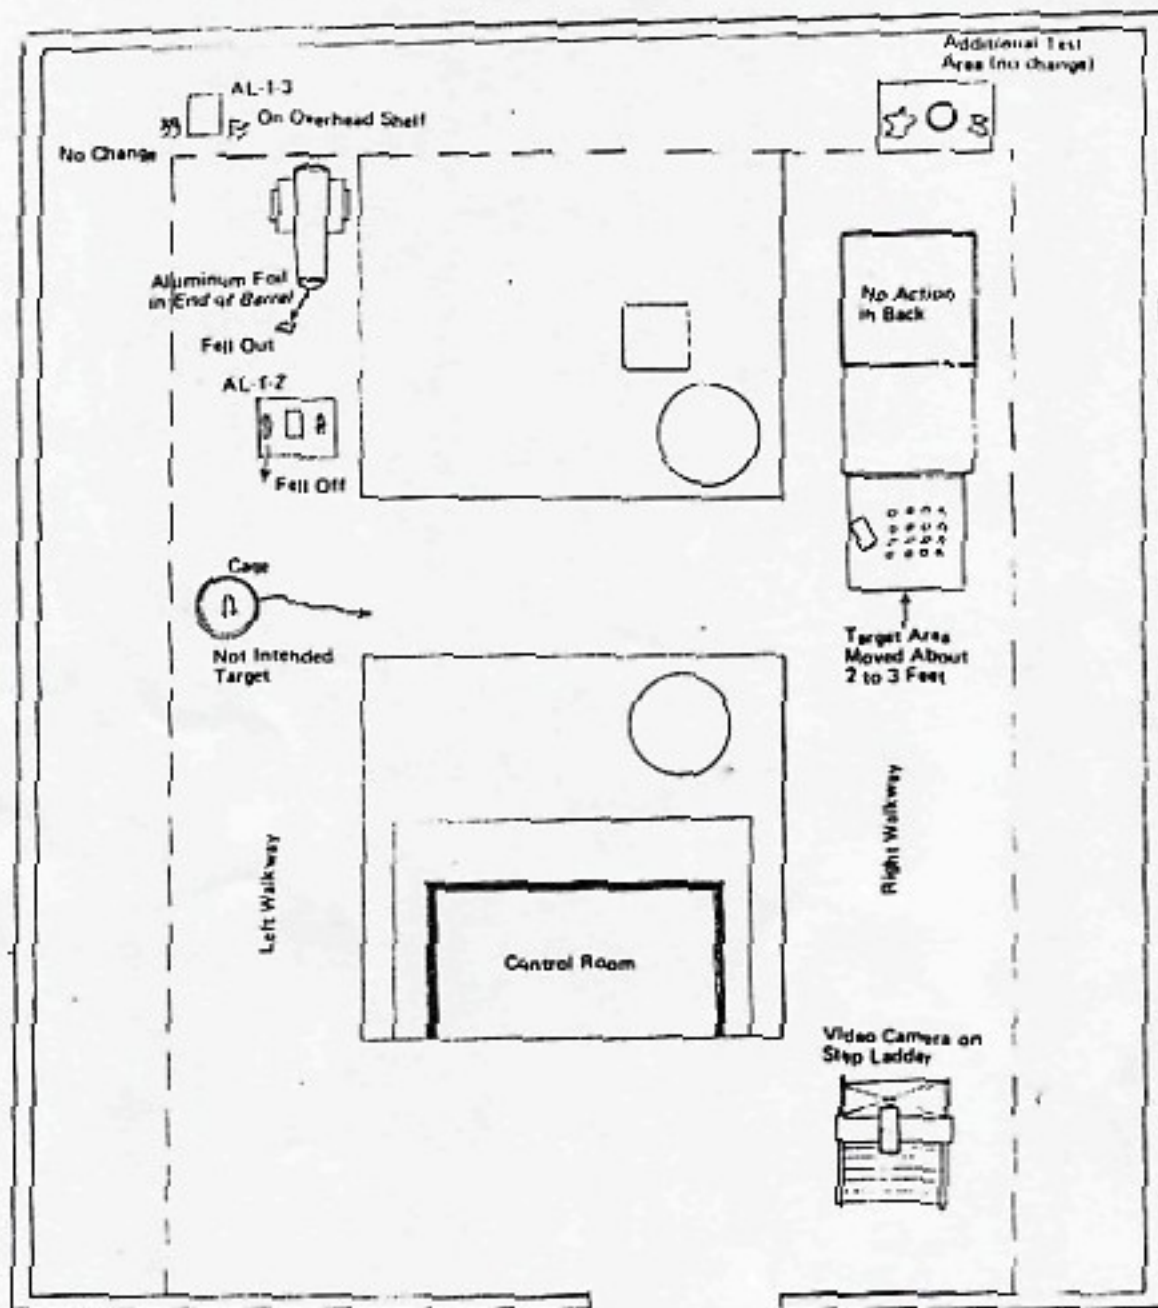 Additional Test
Area (no change)
AL-1-3
On Overhead Shelf
No Change
Aluminum Foil
in End of Barrel
Fell Out
No Action
in Back
AL-1-2
Fell Off
Cage
Not Intended
Target
Target Area
Moved About
2 to 3 Feet
Left Walkway
Right Walkway
Control Room
Video Camera on
Step Ladder